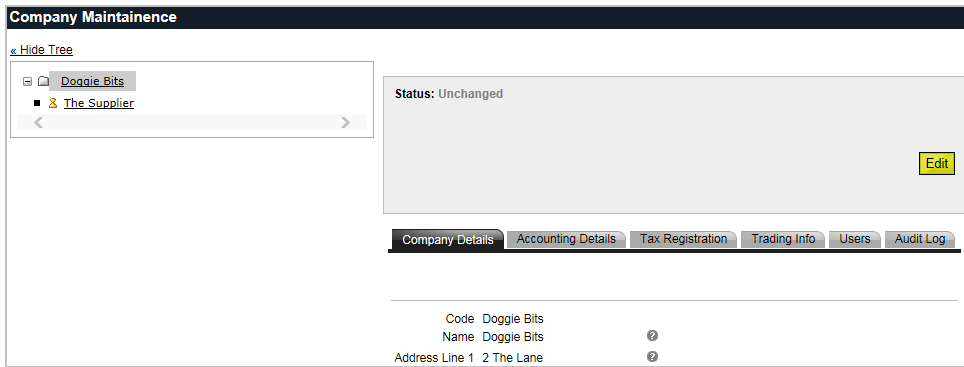 Company Maintainence
« Hide Tree
Doggie Bits
The Supplier
Status: Unchanged
Edit
Company Details Accounting Details Tax Registration Trading Info Users Audit Log
Code Doggie Bits
Name Doggie Bits ?
Address Line 1 2 The Lane ?